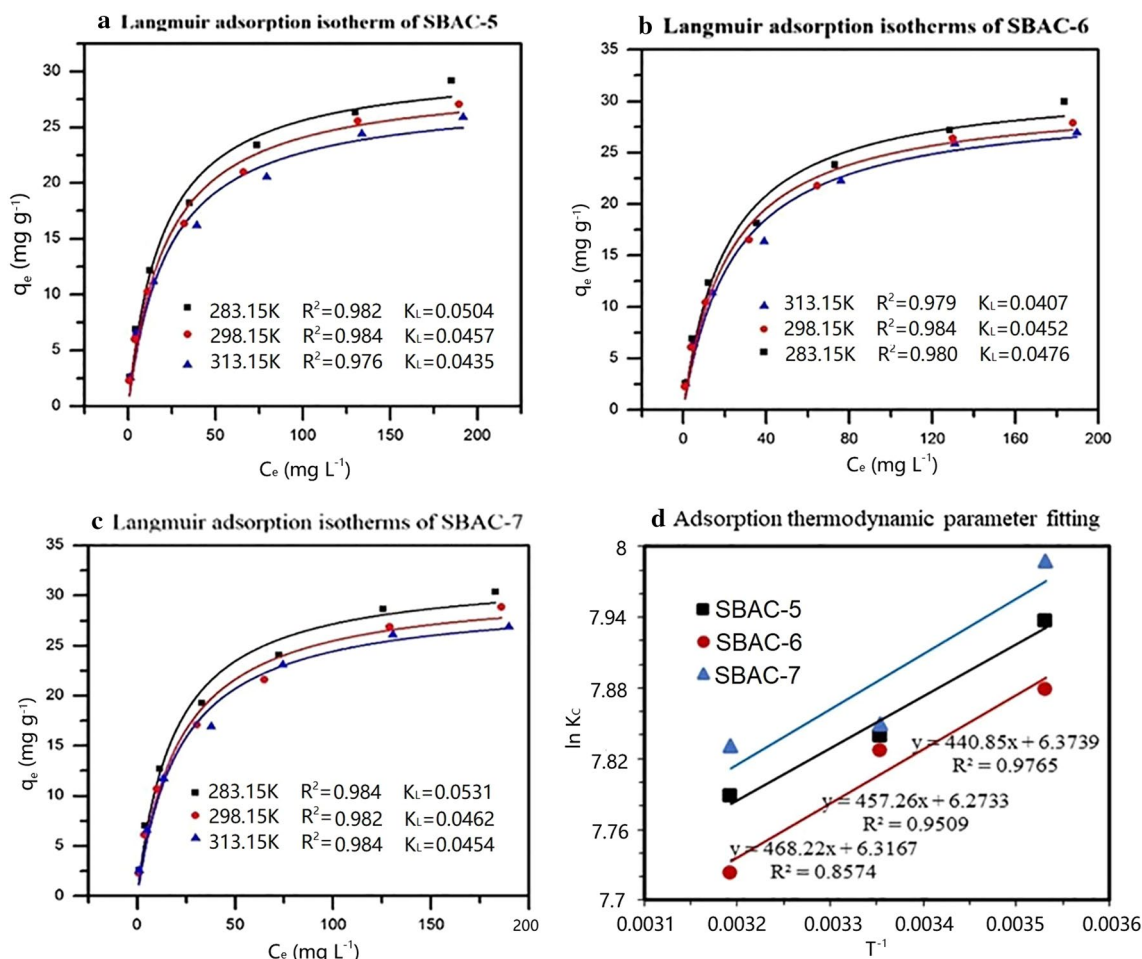 a Langmuir adsorption isotherm of SBAC-5
30
25
20
15
10
5
0
qe (mg g-1)
283.15K R2=0.982 KL=0.0504
298.15K R2=0.984 KL=0.0457
313.15K R2=0.976 KL=0.0435
0 50 100 150 200
Ce (mg L-1)
b Langmuir adsorption isotherms of SBAC-6
35
30
25
20
15
10
5
0
qe (mg g-1)
313.15K R2=0.979 KL=0.0407
298.15K R2=0.984 KL=0.0452
283.15K R2=0.980 KL=0.0476
0 40 80 120 160 200
Ce (mg L-1)
c Langmuir adsorption isotherms of SBAC-7
35
30
25
20
15
10
5
0
qe (mg g-1)
283.15K R2=0.984 KL=0.0531
298.15K R2=0.982 KL=0.0462
313.15K R2=0.984 KL=0.0454
0 50 100 150 200
Ce (mg L-1)
d Adsorption thermodynamic parameter fitting
8
7.94
7.88
7.82
7.76
7.7
ln Kc
SBAC-5
SBAC-6
SBAC-7
y = 440.85x + 6.3739
R² = 0.9765
y = 457.26x + 6.2733
R² = 0.9509
y = 468.22x + 6.3167
R² = 0.8574
0.0031 0.0032 0.0033 0.0034 0.0035 0.0036
T-1